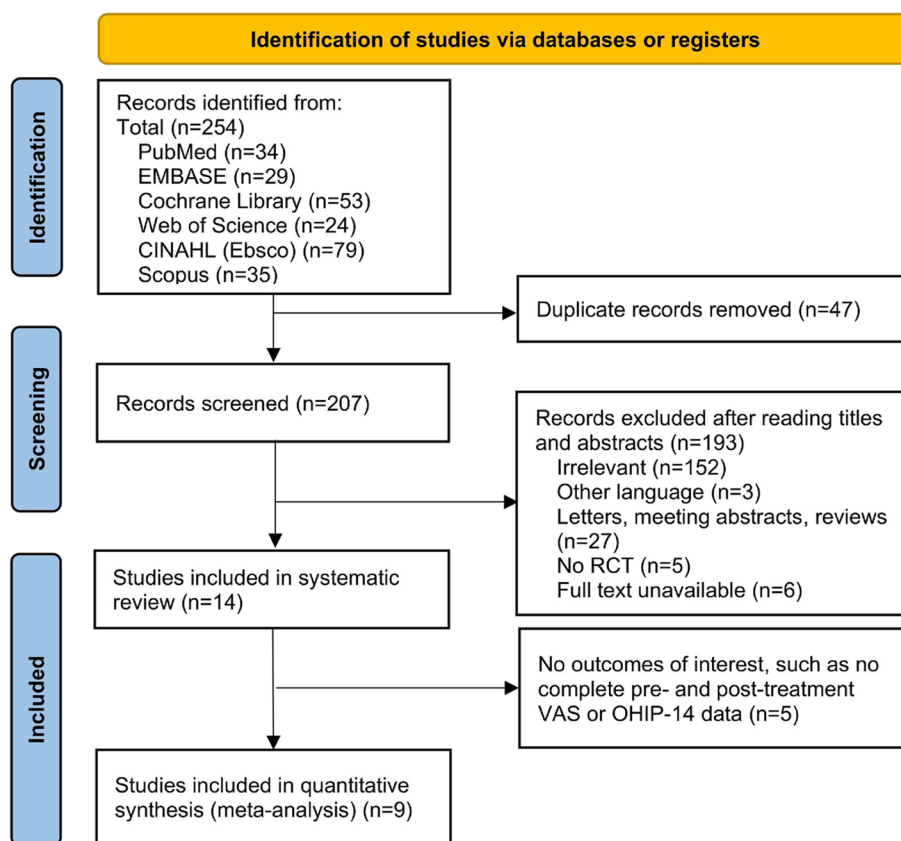 Identification of studies via databases or registers
Identification
Records identified from:
Total (n=254)
PubMed (n=34)
EMBASE (n=29)
Cochrane Library (n=53)
Web of Science (n=24)
CINAHL (Ebsco) (n=79)
Scopus (n=35)
Duplicate records removed (n=47)
Screening
Records screened (n=207)
Records excluded after reading titles
and abstracts (n=193)
Irrelevant (n=152)
Other language (n=3)
Letters, meeting abstracts, reviews
(n=27)
No RCT (n=5)
Full text unavailable (n=6)
Included
Studies included in systematic
review (n=14)
No outcomes of interest, such as no
complete pre- and post-treatment
VAS or OHIP-14 data (n=5)
Studies included in quantitative
synthesis (meta-analysis) (n=9)